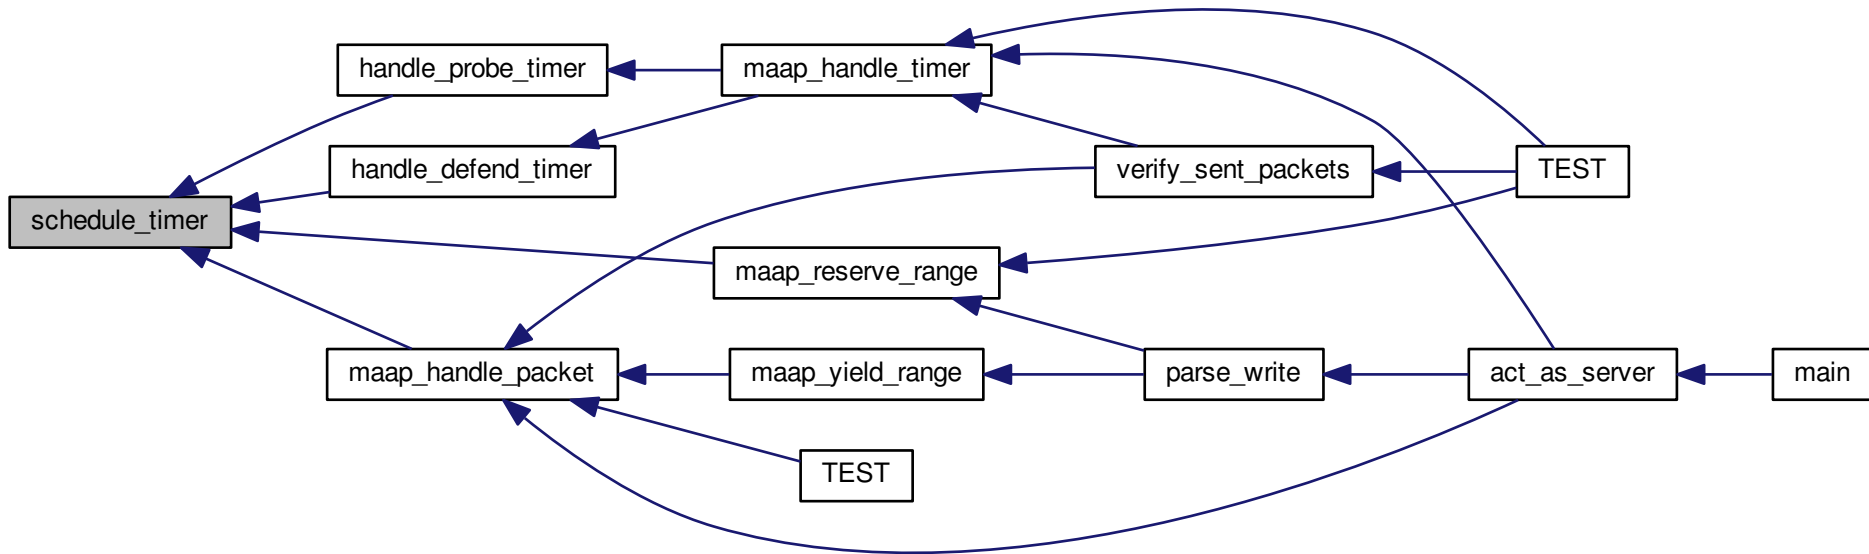 handle_probe_timer
maap_handle_timer
handle_defend_timer
verify_sent_packets
TEST
schedule_timer
maap_reserve_range
maap_handle_packet
maap_yield_range
parse_write
act_as_server
main
TEST